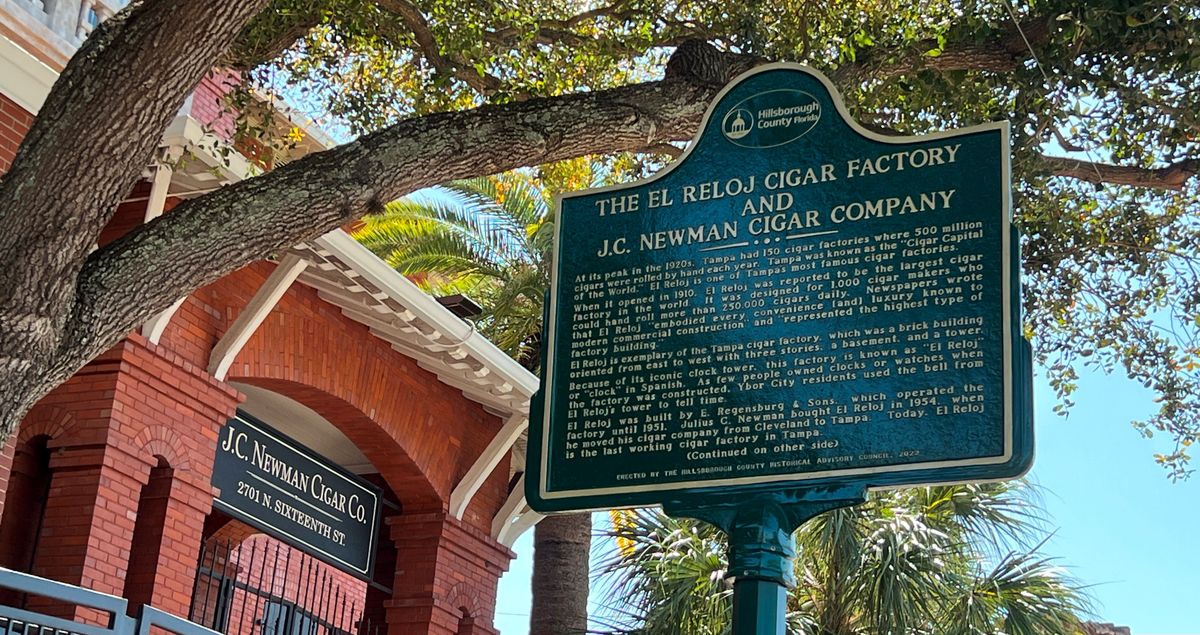 Hillsborough
County Florida
THE EL RELOJ CIGAR FACTORY
AND
J.C. NEWMAN CIGAR COMPANY
At its peak in the 1920s, Tampa had 150 cigar factories where 500 million
cigars were rolled by hand each year. Tampa was known as the "Cigar Capital
of the World." El Reloj is one of Tampa's most famous cigar factories.
When it opened in 1910, El Reloj was reported to be the largest cigar
factory in the world. It was designed for 1,000 cigar makers who
could hand roll more than 250,000 cigars daily. Newspapers wrote
that El Reloj "embodied every convenience [and] luxury known to
modern commercial construction" and "represented the highest type of
factory building."
El Reloj is exemplary of the Tampa cigar factory, which was a brick building
oriented from east to west with three stories, a basement, and a tower.
Because of its iconic clock tower, this factory is known as "El Reloj"
or "clock" in Spanish. As few people owned clocks or watches when
the factory was constructed, Ybor City residents used the bell from
El Reloj's tower to tell time.
El Reloj was built by E. Regensburg & Sons, which operated the
factory until 1951. Julius C. Newman bought El Reloj in 1954, when
he moved his cigar company from Cleveland to Tampa. Today, El Reloj
is the last working cigar factory in Tampa.
(Continued on other side)
ERECTED BY THE HILLSBOROUGH COUNTY HISTORICAL ADVISORY COUNCIL, 2022
J.C. NEWMAN CIGAR CO.
2701 N. SIXTEENTH ST.